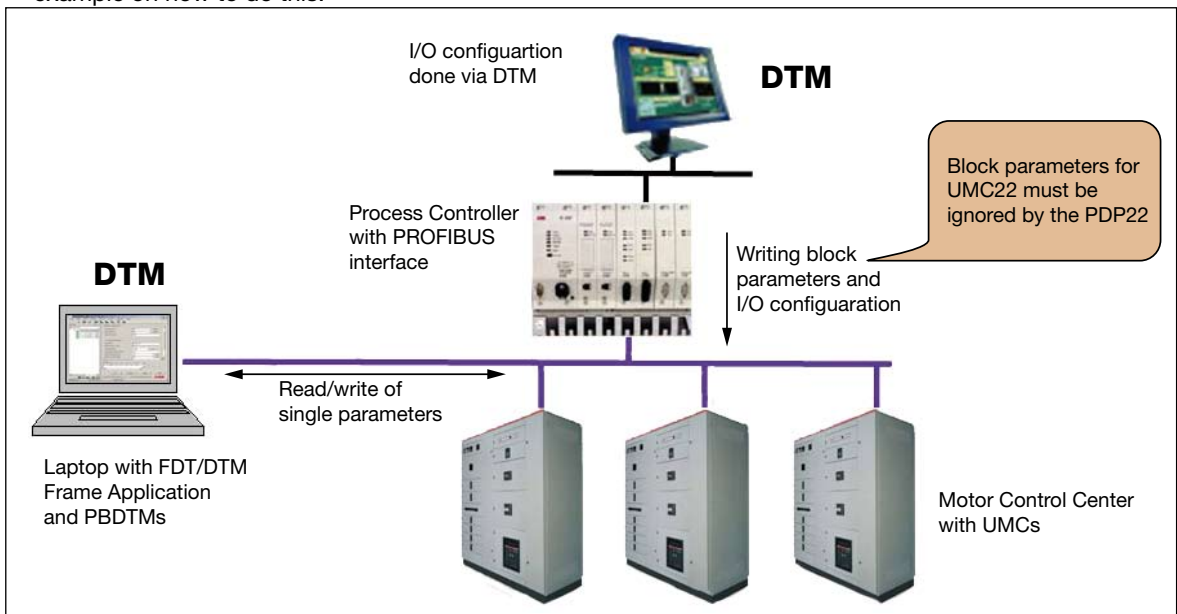 example on how to do this.
I/O configuartion
done via DTM
DTM
Block parameters for
UMC22 must be
ignored by the PDP22
Process Controller
with PROFIBUS
interface
Writing block
parameters and
I/O configuaration
DTM
Read/write of
single parameters
Laptop with FDT/DTM
Frame Application
and PBDTMs
Motor Control Center
with UMCs